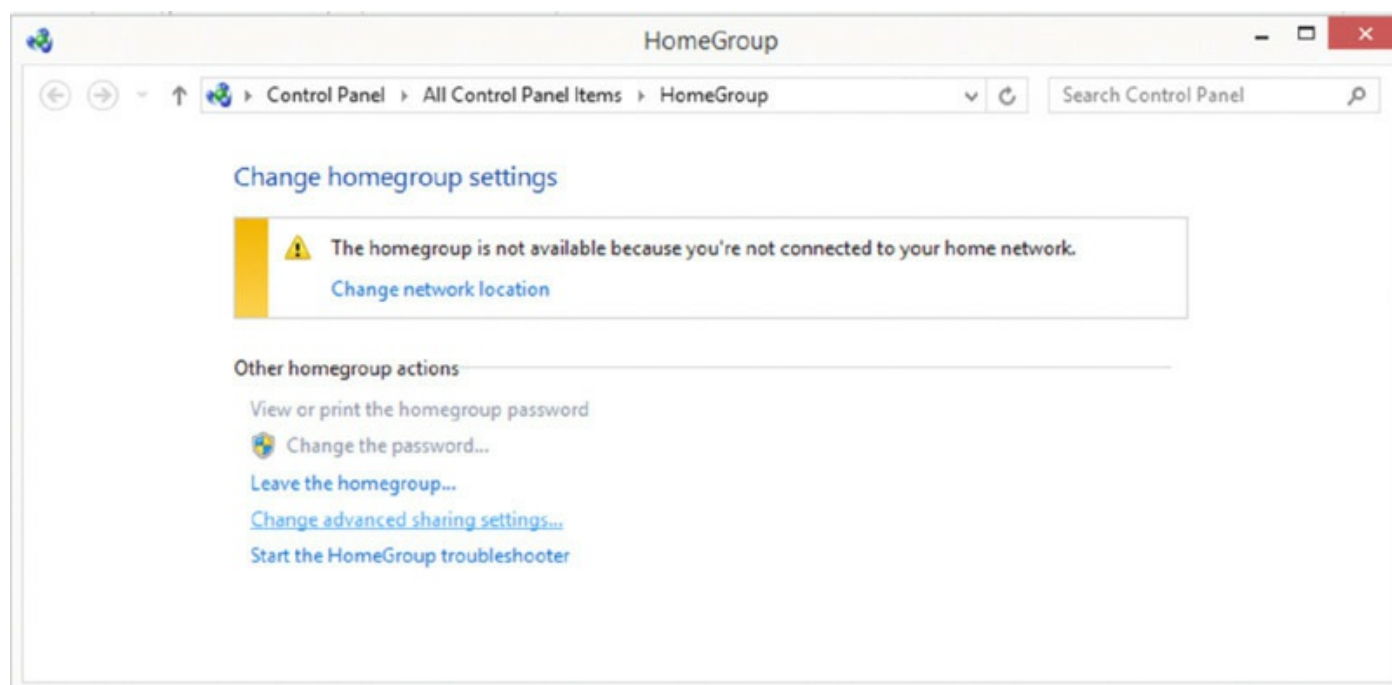 HomeGroup
Control Panel All Control Panel Items HomeGroup Search Control Panel
Change homegroup settings
The homegroup is not available because you're not connected to your home network.
Change network location
Other homegroup actions
View or print the homegroup password
Change the password...
Leave the homegroup...
Change advanced sharing settings...
Start the HomeGroup troubleshooter